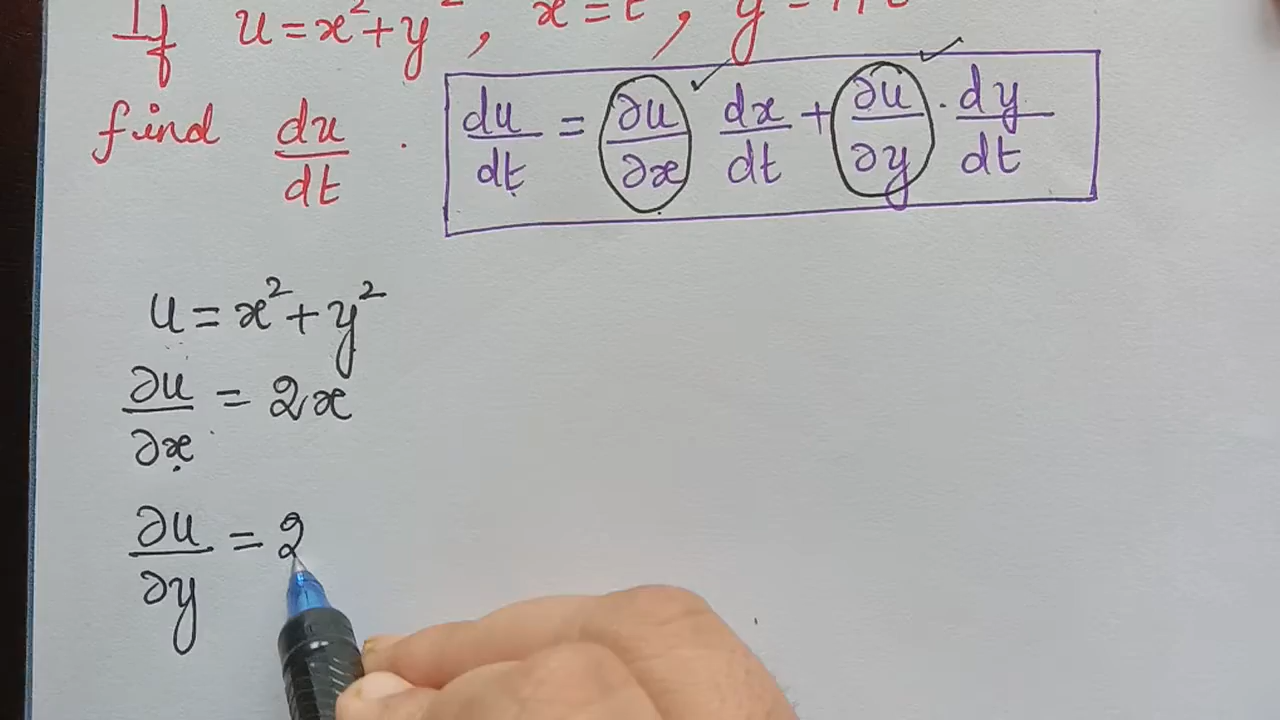 If u = x² + y², x = t, y =
find du/dt . du/dt = ∂u/∂x dx/dt + ∂u/∂y · dy/dt
u = x² + y²
∂u/∂x = 2x
∂u/∂y = 2